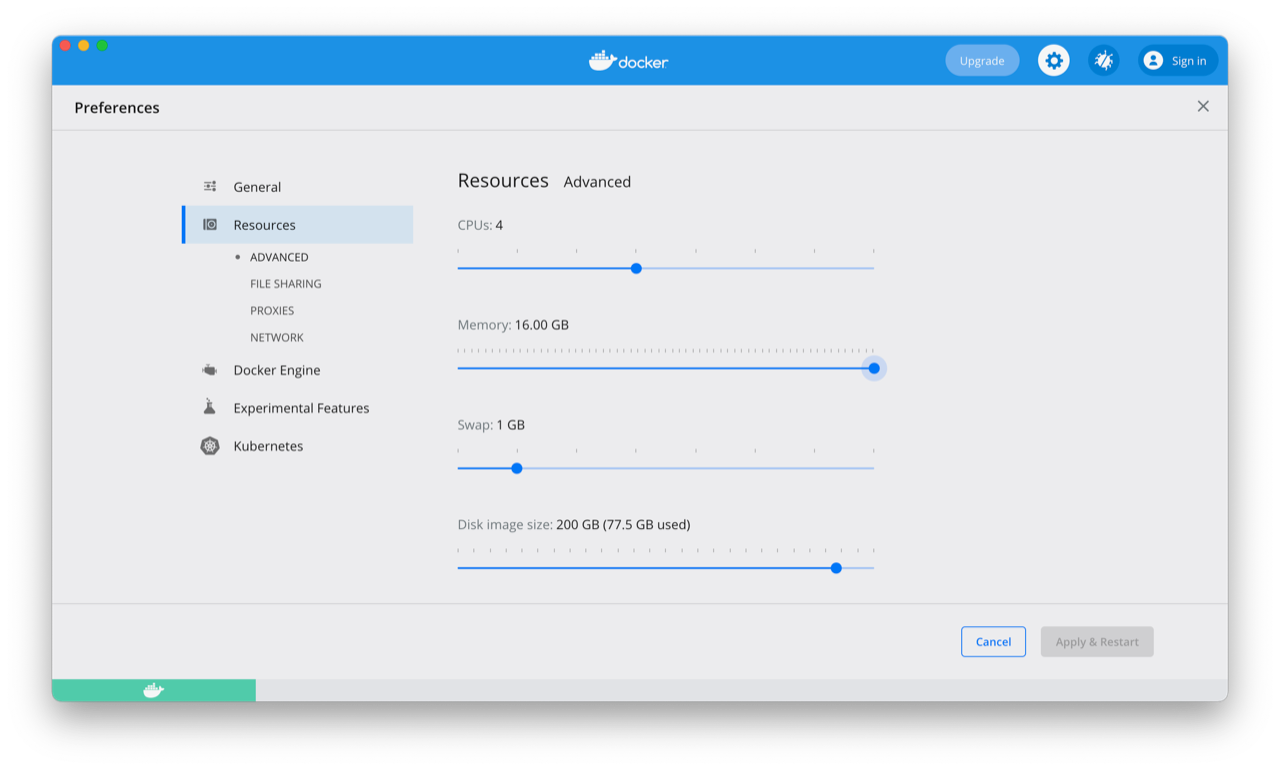 docker
Upgrade
Sign in
Preferences
General
Resources
ADVANCED
FILE SHARING
PROXIES
NETWORK
Docker Engine
Experimental Features
Kubernetes
Resources Advanced
CPUs: 4
Memory: 16.00 GB
Swap: 1 GB
Disk image size: 200 GB (77.5 GB used)
Cancel
Apply & Restart